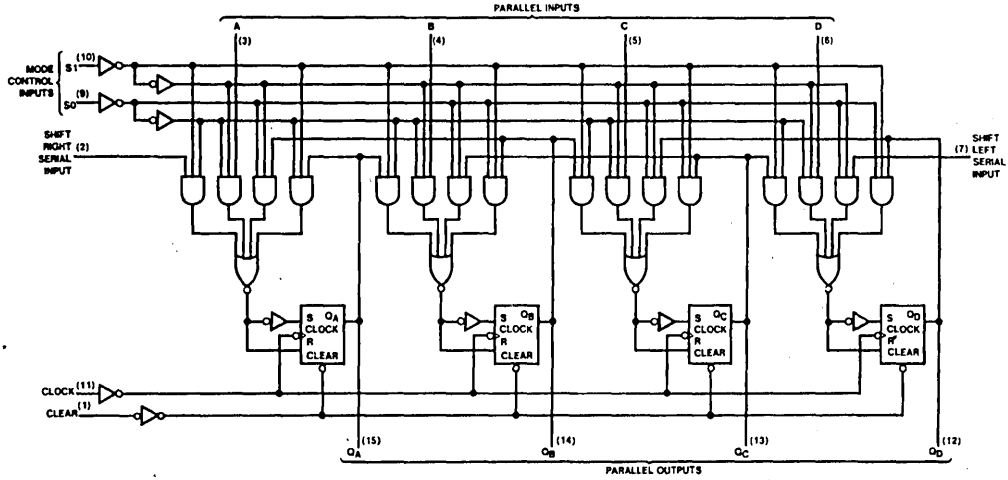 PARALLEL INPUTS
A B C D
(3) (4) (5) (6)
MODE
CONTROL
INPUTS
S1 (10)
S0 (9)
SHIFT
RIGHT (2)
SERIAL
INPUT
SHIFT
LEFT
(7) SERIAL
INPUT
S QA
CLOCK
R
CLEAR
S QB
CLOCK
R
CLEAR
S QC
CLOCK
R
CLEAR
S QD
CLOCK
R
CLEAR
CLOCK (11)
CLEAR (1)
(15) (14) (13) (12)
QA QB QC QD
PARALLEL OUTPUTS